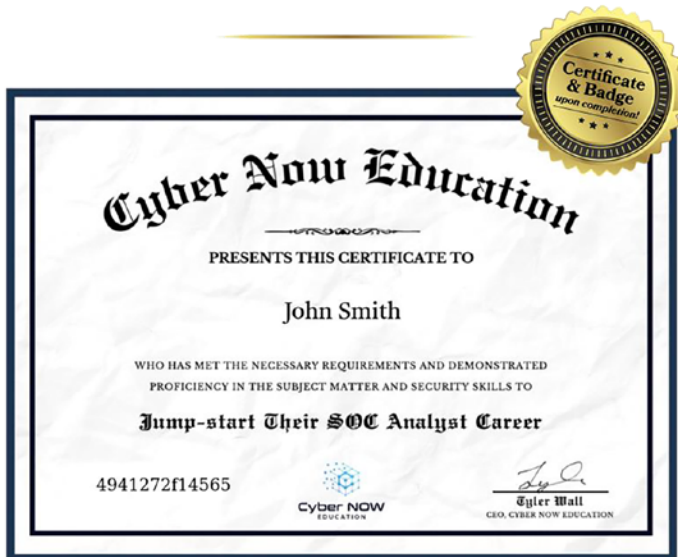 Certificate
& Badge
upon completion!
Cyber Now Education
PRESENTS THIS CERTIFICATE TO
John Smith
WHO HAS MET THE NECESSARY REQUIREMENTS AND DEMONSTRATED
PROFICIENCY IN THE SUBJECT MATTER AND SECURITY SKILLS TO
Jump-start Their SOC Analyst Career
4941272f14565
Cyber NOW
EDUCATION
Tyler Wall
CEO, CYBER NOW EDUCATION